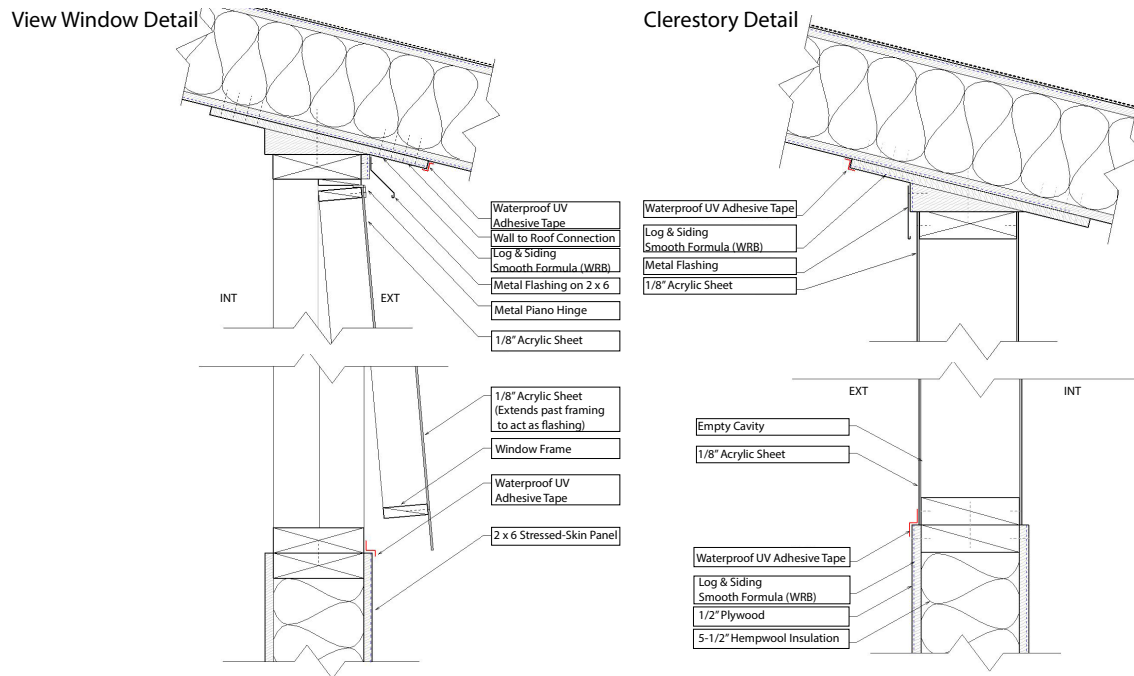 View Window Detail
Waterproof UV
Adhesive Tape
Wall to Roof Connection
Log & Siding
Smooth Formula (WRB)
Metal Flashing on 2 x 6
Metal Piano Hinge
1/8” Acrylic Sheet
INT
EXT
1/8” Acrylic Sheet
(Extends past framing
to act as flashing)
Window Frame
Waterproof UV
Adhesive Tape
2 x 6 Stressed-Skin Panel
Clerestory Detail
Waterproof UV Adhesive Tape
Log & Siding
Smooth Formula (WRB)
Metal Flashing
1/8” Acrylic Sheet
EXT
INT
Empty Cavity
1/8” Acrylic Sheet
Waterproof UV Adhesive Tape
Log & Siding
Smooth Formula (WRB)
1/2” Plywood
5-1/2” Hempwool Insulation